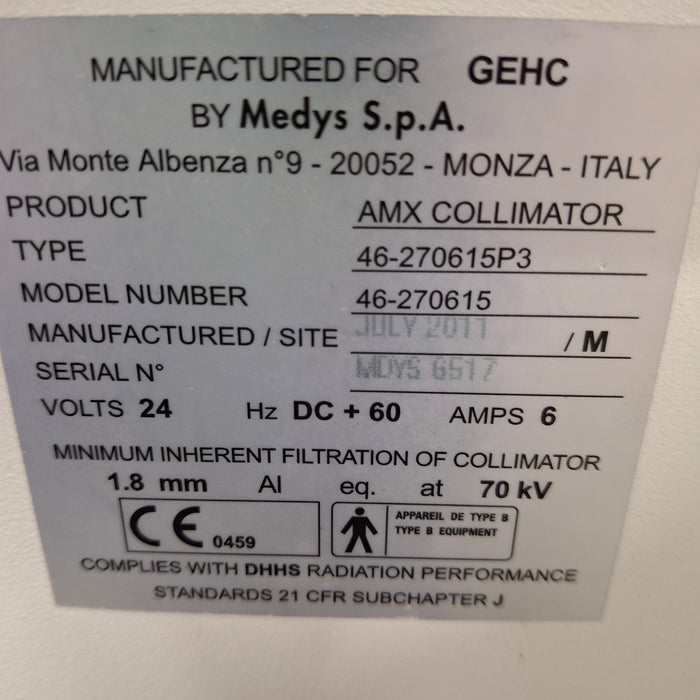 MANUFACTURED FOR GEHC
BY Medys S.p.A.
Via Monte Albenza n°9 - 20052 - MONZA - ITALY
PRODUCT AMX COLLIMATOR
TYPE 46-270615P3
MODEL NUMBER 46-270615
MANUFACTURED / SITE JULY 2011 / M
SERIAL N° MDYS 6517
VOLTS 24 Hz DC + 60 AMPS 6
MINIMUM INHERENT FILTRATION OF COLLIMATOR
1.8 mm Al eq. at 70 kV
CE 0459
APPAREIL DE TYPE B
TYPE B EQUIPMENT
COMPLIES WITH DHHS RADIATION PERFORMANCE
STANDARDS 21 CFR SUBCHAPTER J